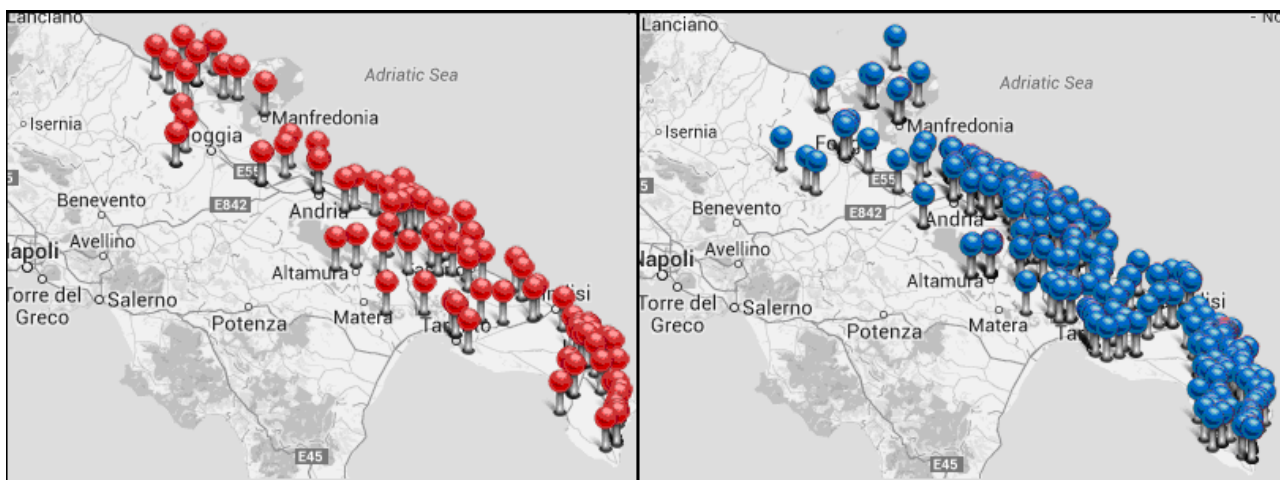 Lanciano
Adriatic Sea
Isernia
Manfredonia
E55
E842
Benevento
Andria
Avellino
Napoli
Altamura
Torre del
Greco
Salerno
Matera
Potenza
E45
Lanciano
Adriatic Sea
Isernia
Manfredonia
E55
E842
Benevento
Andria
Avellino
Napoli
Altamura
Torre del
Greco
Salerno
Matera
Potenza
E45